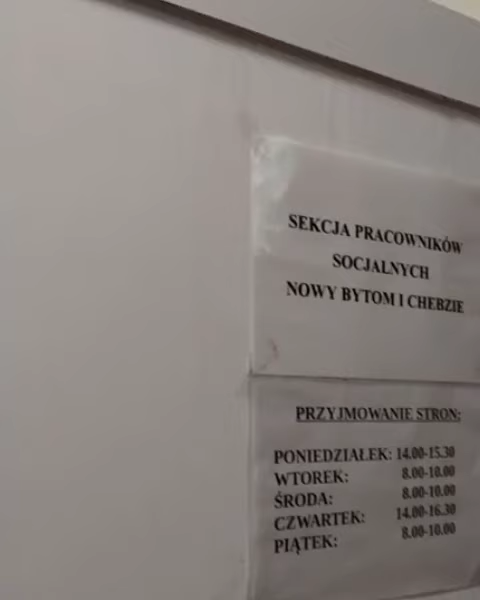 SEKCJA PRACOWNIKÓW
SOCJALNYCH
NOWY BYTOM I CHEBZIE
PRZYJMOWANIE STRON:
PONIEDZIAŁEK: 14.00-15.30
WTOREK: 8.00-10.00
ŚRODA: 8.00-10.00
CZWARTEK: 14.00-16.30
PIĄTEK: 8.00-10.00